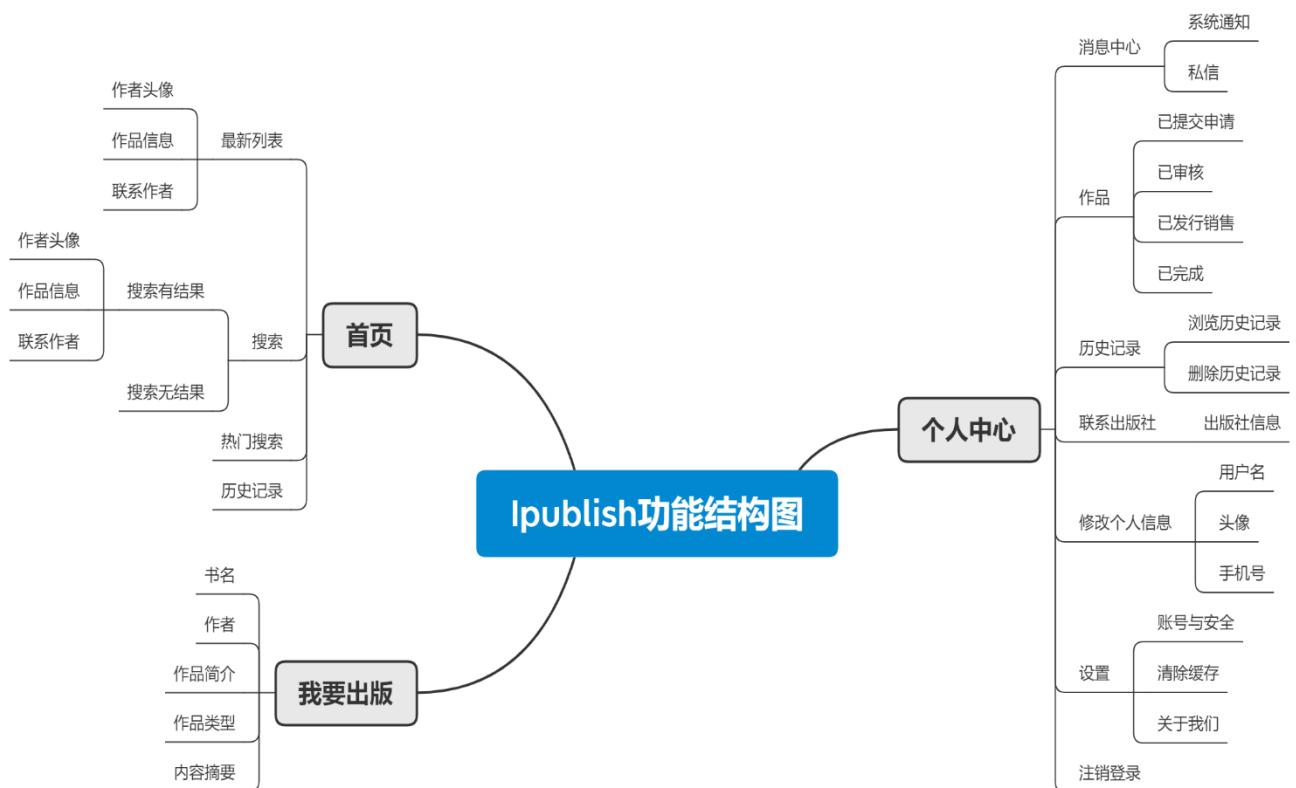 Ipublish功能结构图
首页
最新列表
作者头像
作品信息
联系作者
搜索
搜索有结果
作者头像
作品信息
联系作者
搜索无结果
热门搜索
历史记录
我要出版
书名
作者
作品简介
作品类型
内容摘要
个人中心
消息中心
系统通知
私信
作品
已提交申请
已审核
已发行销售
已完成
历史记录
浏览历史记录
删除历史记录
联系出版社
出版社信息
修改个人信息
用户名
头像
手机号
设置
账号与安全
清除缓存
关于我们
注销登录